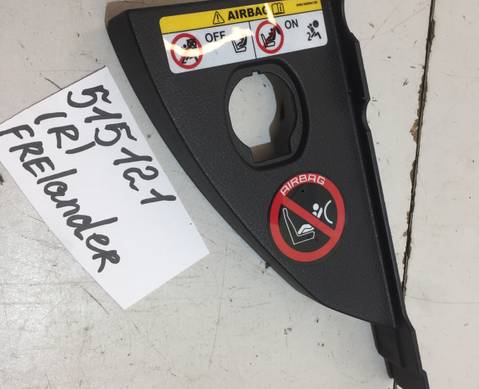 AIRBAG
OFF
ON
AIRBAG
515121
(R)
FRElander